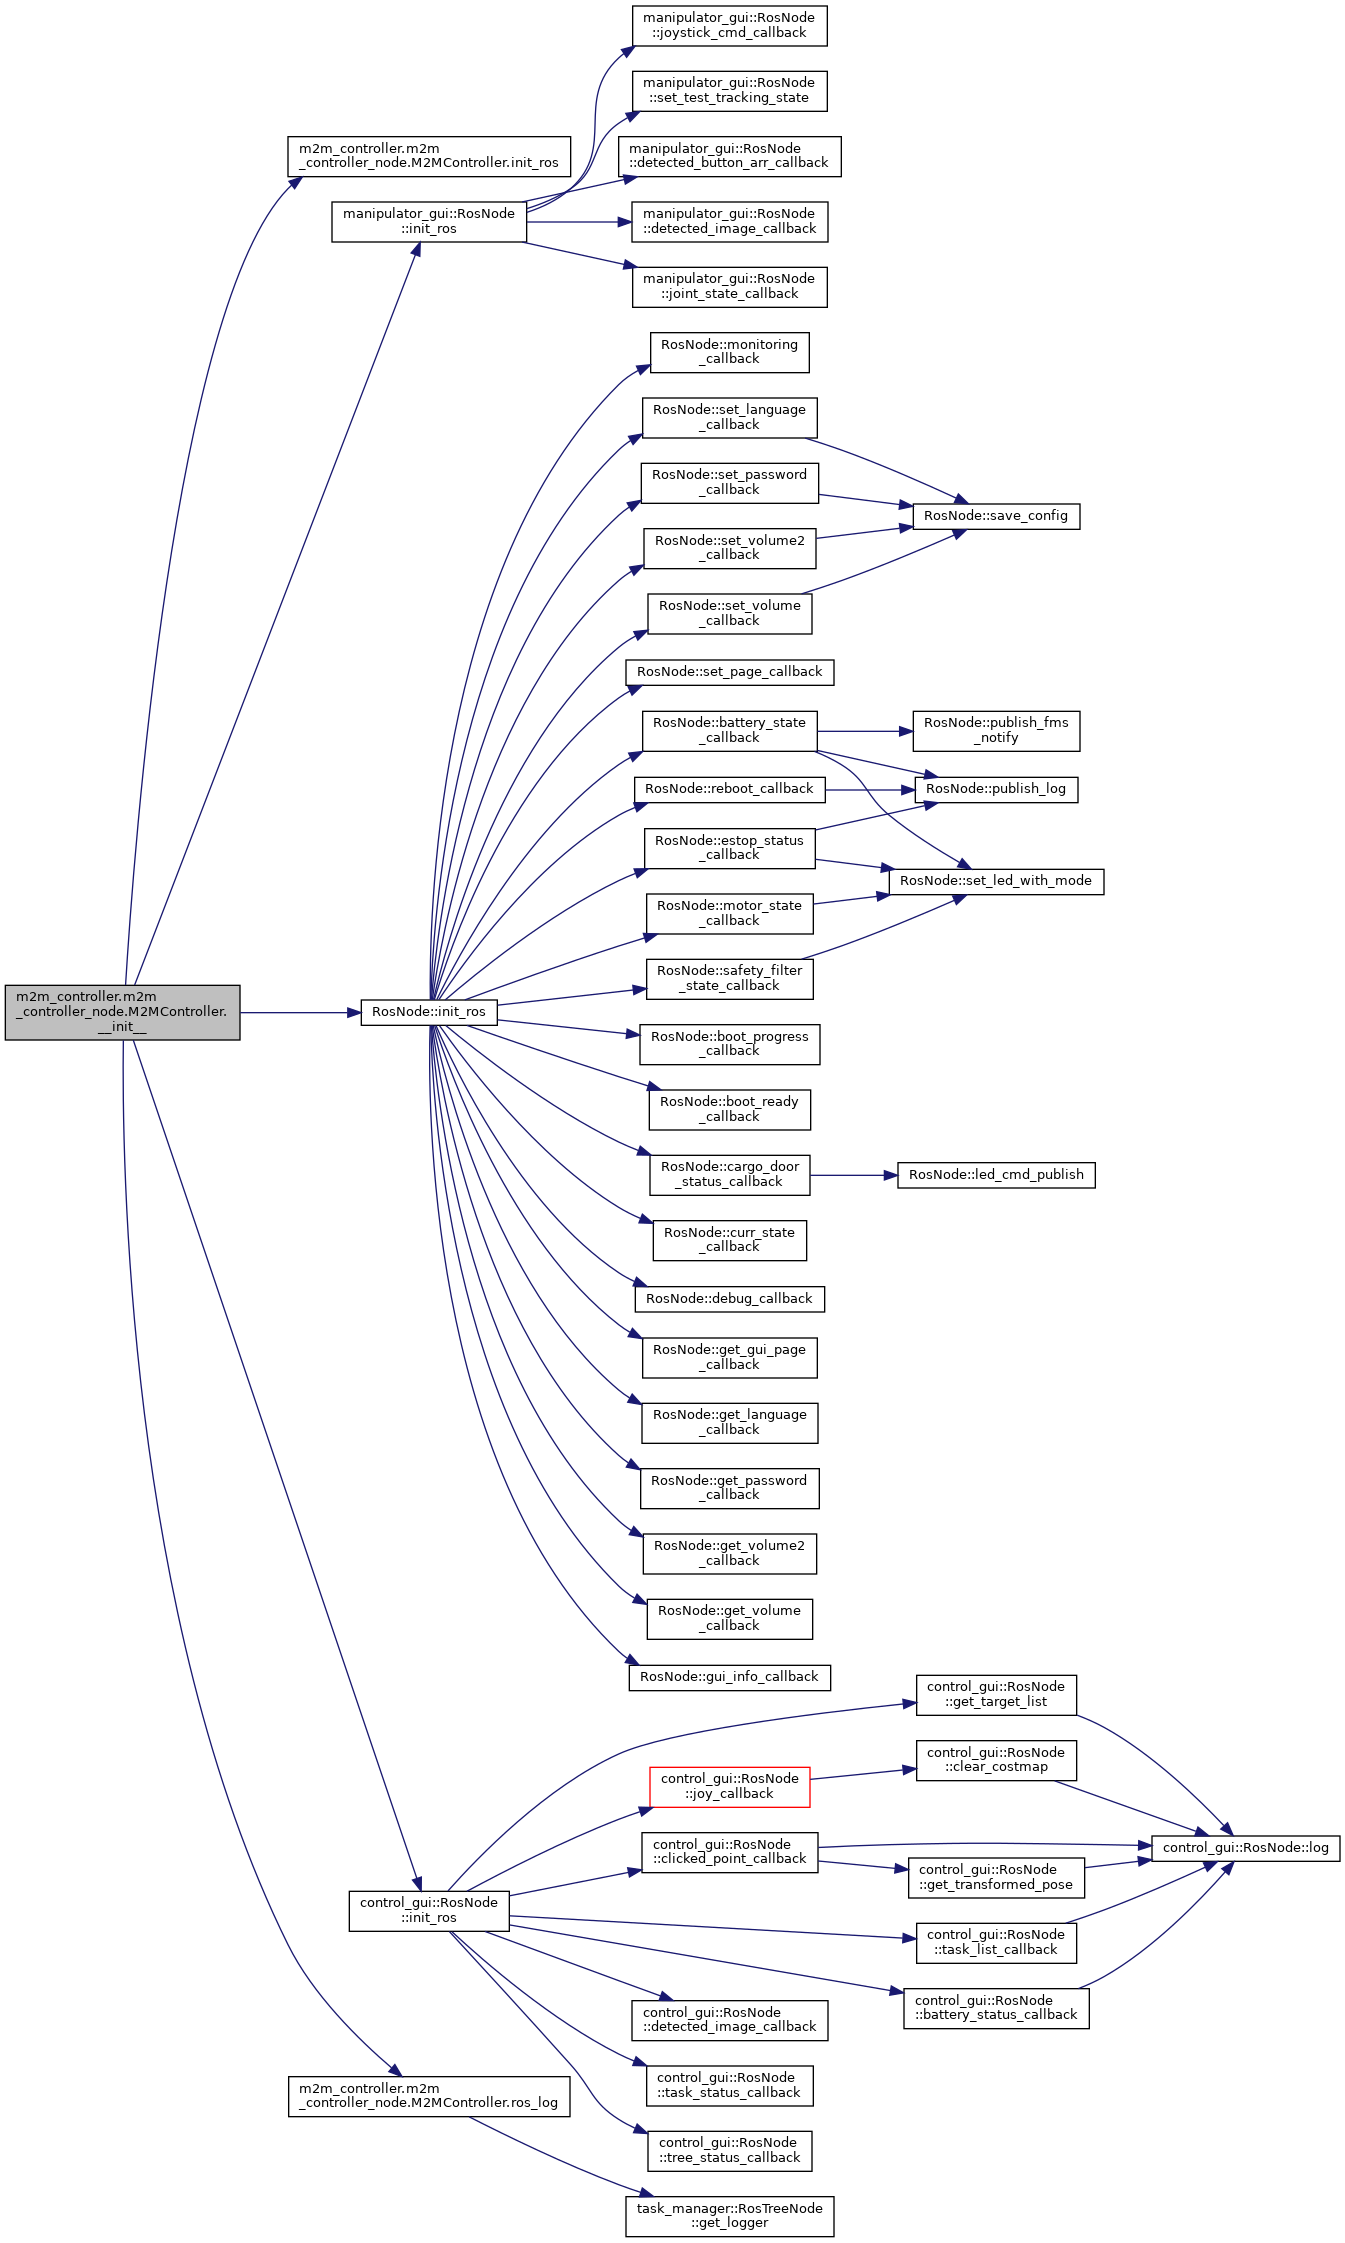 manipulator_gui::RosNode
::joystick_cmd_callback
manipulator_gui::RosNode
::set_test_tracking_state
m2m_controller.m2m
_controller_node.M2MController.init_ros
manipulator_gui::RosNode
::detected_button_arr_callback
manipulator_gui::RosNode
::init_ros
manipulator_gui::RosNode
::detected_image_callback
manipulator_gui::RosNode
::joint_state_callback
RosNode::monitoring
_callback
RosNode::set_language
_callback
RosNode::set_password
_callback
RosNode::save_config
RosNode::set_volume2
_callback
RosNode::set_volume
_callback
RosNode::set_page_callback
RosNode::battery_state
_callback
RosNode::publish_fms
_notify
RosNode::reboot_callback
RosNode::publish_log
RosNode::estop_status
_callback
RosNode::set_led_with_mode
RosNode::motor_state
_callback
RosNode::safety_filter
_state_callback
m2m_controller.m2m
_controller_node.M2MController.
__init__
RosNode::init_ros
RosNode::boot_progress
_callback
RosNode::boot_ready
_callback
RosNode::cargo_door
_status_callback
RosNode::led_cmd_publish
RosNode::curr_state
_callback
RosNode::debug_callback
RosNode::get_gui_page
_callback
RosNode::get_language
_callback
RosNode::get_password
_callback
RosNode::get_volume2
_callback
RosNode::get_volume
_callback
RosNode::gui_info_callback
control_gui::RosNode
::get_target_list
control_gui::RosNode
::clear_costmap
control_gui::RosNode
::joy_callback
control_gui::RosNode
::clicked_point_callback
control_gui::RosNode::log
control_gui::RosNode
::get_transformed_pose
control_gui::RosNode
::init_ros
control_gui::RosNode
::task_list_callback
control_gui::RosNode
::battery_status_callback
control_gui::RosNode
::detected_image_callback
control_gui::RosNode
::task_status_callback
m2m_controller.m2m
_controller_node.M2MController.ros_log
control_gui::RosNode
::tree_status_callback
task_manager::RosTreeNode
::get_logger